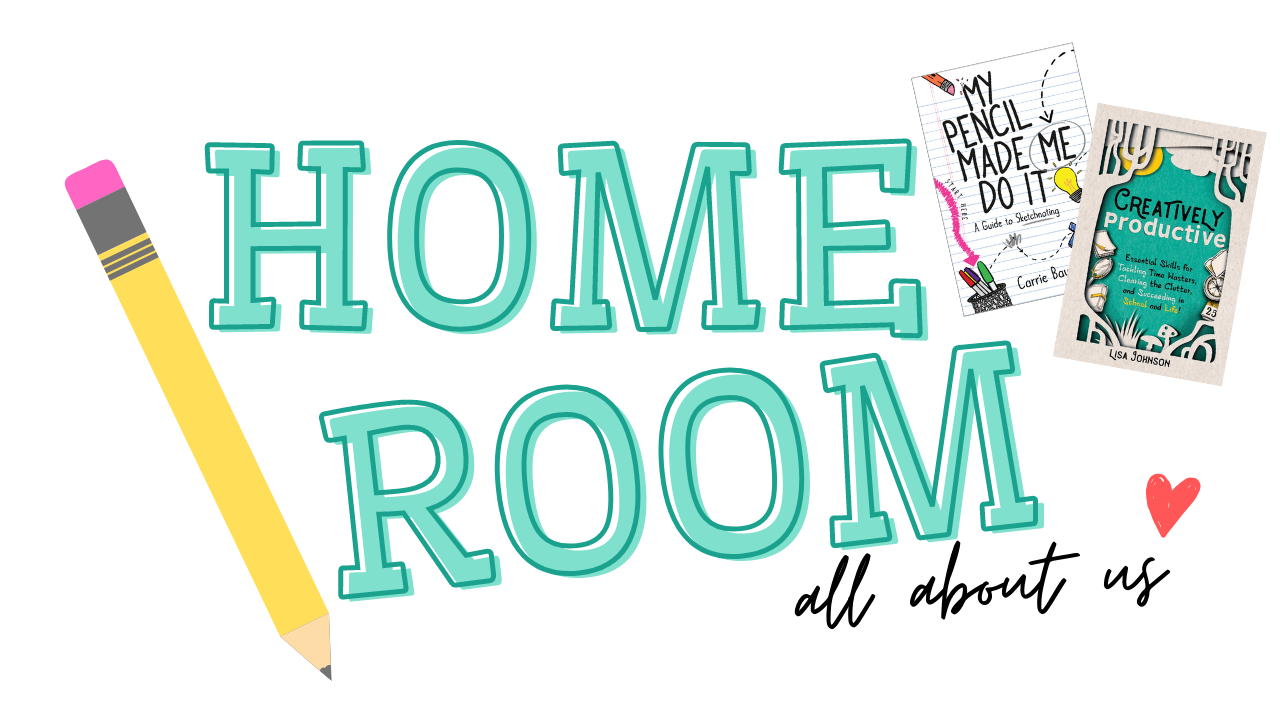 HOME
ROOM
all about us
MY
PENCIL
MADE ME
DO IT
START HERE
A Guide to Sketchnoting
Carrie
CREATIVELY
Productive
Essential Skills for
Tackling Time Wasters,
Clearing the Clutter,
and Succeeding in
School and Life!
23
LISA JOHNSON